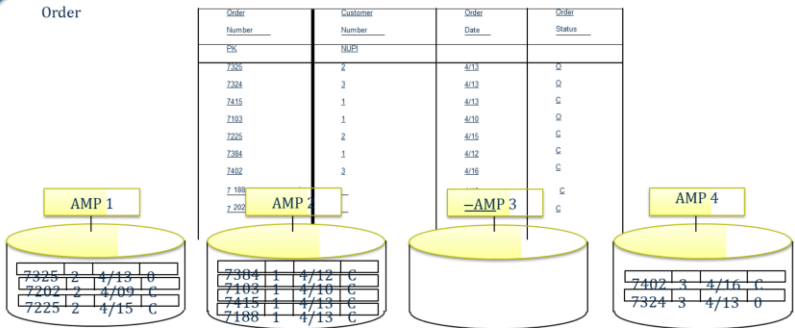 Order
Order Customer Order Order
Number Number Date Status
PK NUPI
7325 2 4/13 O
7324 3 4/13 O
7415 1 4/13 C
7103 1 4/10 O
7225 2 4/15 C
7384 1 4/12 C
7402 3 4/16 C
7 188 C
7 202 C
AMP 1 AMP 2 AMP 3 AMP 4
7325 2 4/13 0
7202 2 4/09 C
7225 2 4/15 C
7384 1 4/12 C
7103 1 4/10 C
7415 1 4/13 C
7188 1 4/13 C
7402 3 4/16 C
7324 3 4/13 0